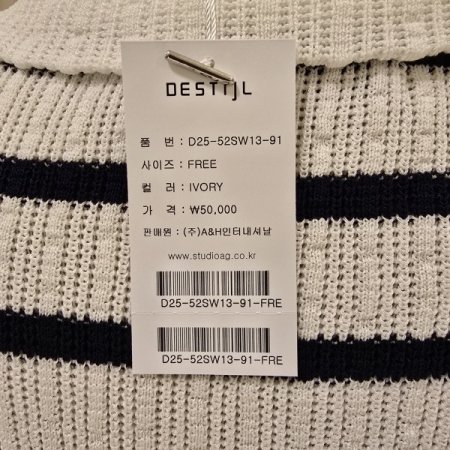 DESTIJL
품 번 : D25-52SW13-91
사이즈 : FREE
컬 러 : IVORY
가 격 : ₩50,000
판매원 : (주)A&H인터내셔날
www.studioag.co.kr
D25-52SW13-91-FRE
D25-52SW13-91-FRE